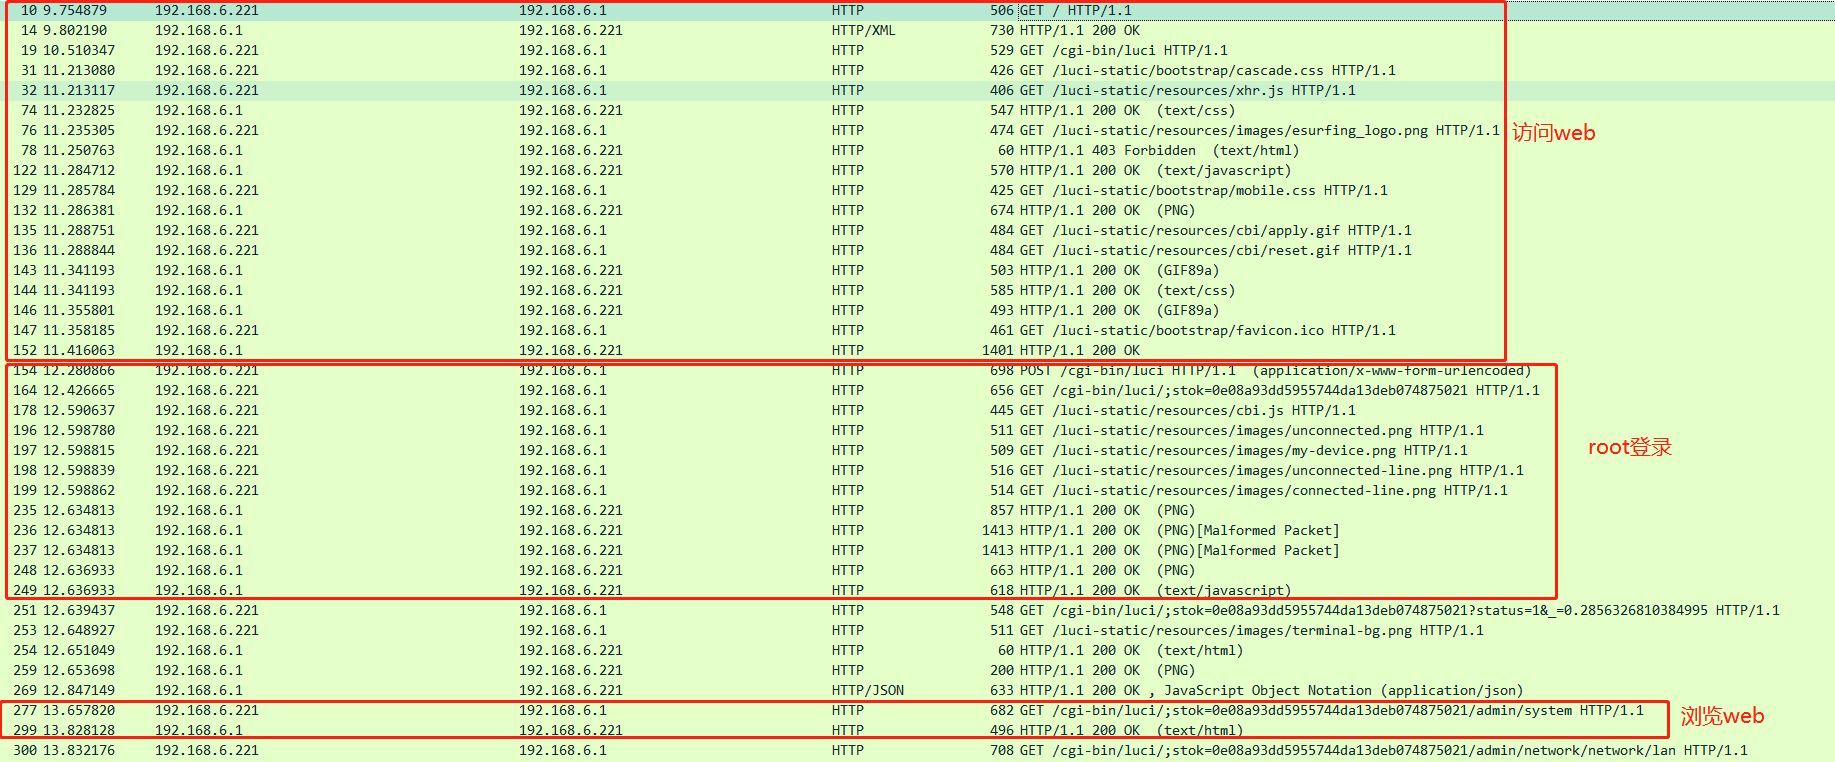 10 9.754879 192.168.6.221 192.168.6.1 HTTP 506 GET / HTTP/1.1
14 9.802190 192.168.6.1 192.168.6.221 HTTP/XML 730 HTTP/1.1 200 OK
19 10.510347 192.168.6.221 192.168.6.1 HTTP 529 GET /cgi-bin/luci HTTP/1.1
31 11.213080 192.168.6.221 192.168.6.1 HTTP 426 GET /luci-static/bootstrap/cascade.css HTTP/1.1
32 11.213117 192.168.6.221 192.168.6.1 HTTP 406 GET /luci-static/resources/xhr.js HTTP/1.1
74 11.232825 192.168.6.1 192.168.6.221 HTTP 547 HTTP/1.1 200 OK (text/css)
76 11.235305 192.168.6.221 192.168.6.1 HTTP 474 GET /luci-static/resources/images/esurfing_logo.png HTTP/1.1 访问web
78 11.250763 192.168.6.1 192.168.6.221 HTTP 60 HTTP/1.1 403 Forbidden (text/html)
122 11.284712 192.168.6.1 192.168.6.221 HTTP 570 HTTP/1.1 200 OK (text/javascript)
129 11.285784 192.168.6.221 192.168.6.1 HTTP 425 GET /luci-static/bootstrap/mobile.css HTTP/1.1
132 11.286381 192.168.6.1 192.168.6.221 HTTP 674 HTTP/1.1 200 OK (PNG)
135 11.288751 192.168.6.221 192.168.6.1 HTTP 484 GET /luci-static/resources/cbi/apply.gif HTTP/1.1
136 11.288844 192.168.6.221 192.168.6.1 HTTP 484 GET /luci-static/resources/cbi/reset.gif HTTP/1.1
143 11.341193 192.168.6.1 192.168.6.221 HTTP 503 HTTP/1.1 200 OK (GIF89a)
144 11.341193 192.168.6.1 192.168.6.221 HTTP 585 HTTP/1.1 200 OK (text/css)
146 11.355801 192.168.6.1 192.168.6.221 HTTP 493 HTTP/1.1 200 OK (GIF89a)
147 11.358185 192.168.6.221 192.168.6.1 HTTP 461 GET /luci-static/bootstrap/favicon.ico HTTP/1.1
152 11.416063 192.168.6.1 192.168.6.221 HTTP 1401 HTTP/1.1 200 OK
154 12.280866 192.168.6.221 192.168.6.1 HTTP 698 POST /cgi-bin/luci HTTP/1.1 (application/x-www-form-urlencoded)
164 12.426665 192.168.6.221 192.168.6.1 HTTP 656 GET /cgi-bin/luci/;stok=0e08a93dd5955744da13deb074875021 HTTP/1.1
178 12.590637 192.168.6.221 192.168.6.1 HTTP 445 GET /luci-static/resources/cbi.js HTTP/1.1
196 12.598780 192.168.6.221 192.168.6.1 HTTP 511 GET /luci-static/resources/images/unconnected.png HTTP/1.1
197 12.598815 192.168.6.221 192.168.6.1 HTTP 509 GET /luci-static/resources/images/my-device.png HTTP/1.1 root登录
198 12.598839 192.168.6.221 192.168.6.1 HTTP 516 GET /luci-static/resources/images/unconnected-line.png HTTP/1.1
199 12.598862 192.168.6.221 192.168.6.1 HTTP 514 GET /luci-static/resources/images/connected-line.png HTTP/1.1
235 12.634813 192.168.6.1 192.168.6.221 HTTP 857 HTTP/1.1 200 OK (PNG)
236 12.634813 192.168.6.1 192.168.6.221 HTTP 1413 HTTP/1.1 200 OK (PNG)[Malformed Packet]
237 12.634813 192.168.6.1 192.168.6.221 HTTP 1413 HTTP/1.1 200 OK (PNG)[Malformed Packet]
248 12.636933 192.168.6.1 192.168.6.221 HTTP 663 HTTP/1.1 200 OK (PNG)
249 12.636933 192.168.6.1 192.168.6.221 HTTP 618 HTTP/1.1 200 OK (text/javascript)
251 12.639437 192.168.6.221 192.168.6.1 HTTP 548 GET /cgi-bin/luci/;stok=0e08a93dd5955744da13deb074875021?status=1&_=0.2856326810384995 HTTP/1.1
253 12.648927 192.168.6.221 192.168.6.1 HTTP 511 GET /luci-static/resources/images/terminal-bg.png HTTP/1.1
254 12.651049 192.168.6.1 192.168.6.221 HTTP 60 HTTP/1.1 200 OK (text/html)
259 12.653698 192.168.6.1 192.168.6.221 HTTP 200 HTTP/1.1 200 OK (PNG)
269 12.847149 192.168.6.1 192.168.6.221 HTTP/JSON 633 HTTP/1.1 200 OK , JavaScript Object Notation (application/json)
277 13.657820 192.168.6.221 192.168.6.1 HTTP 682 GET /cgi-bin/luci/;stok=0e08a93dd5955744da13deb074875021/admin/system HTTP/1.1 浏览web
299 13.828128 192.168.6.1 192.168.6.221 HTTP 496 HTTP/1.1 200 OK (text/html)
300 13.832176 192.168.6.221 192.168.6.1 HTTP 708 GET /cgi-bin/luci/;stok=0e08a93dd5955744da13deb074875021/admin/network/network/lan HTTP/1.1